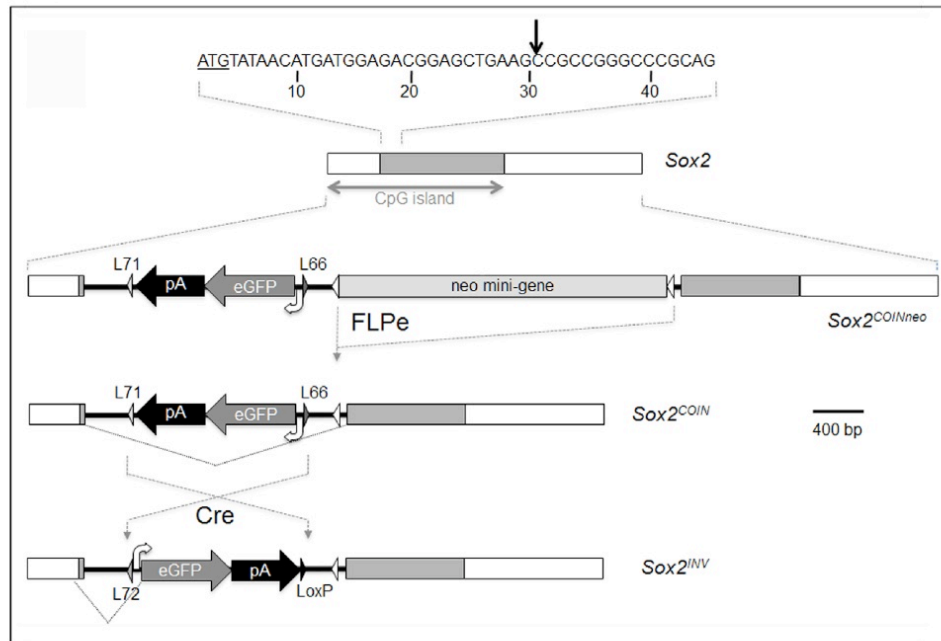 ATGTATAACATGATGGAGACGGAGCTGAAGCCGCCGGGCCCGCAG
10 20 30 40
Sox2
CpG island
L71 L66
pA eGFP neo mini-gene
FLPe Sox2COINneo
L71 L66
pA eGFP Sox2COIN
400 bp
Cre
eGFP pA Sox2INV
L72 LoxP